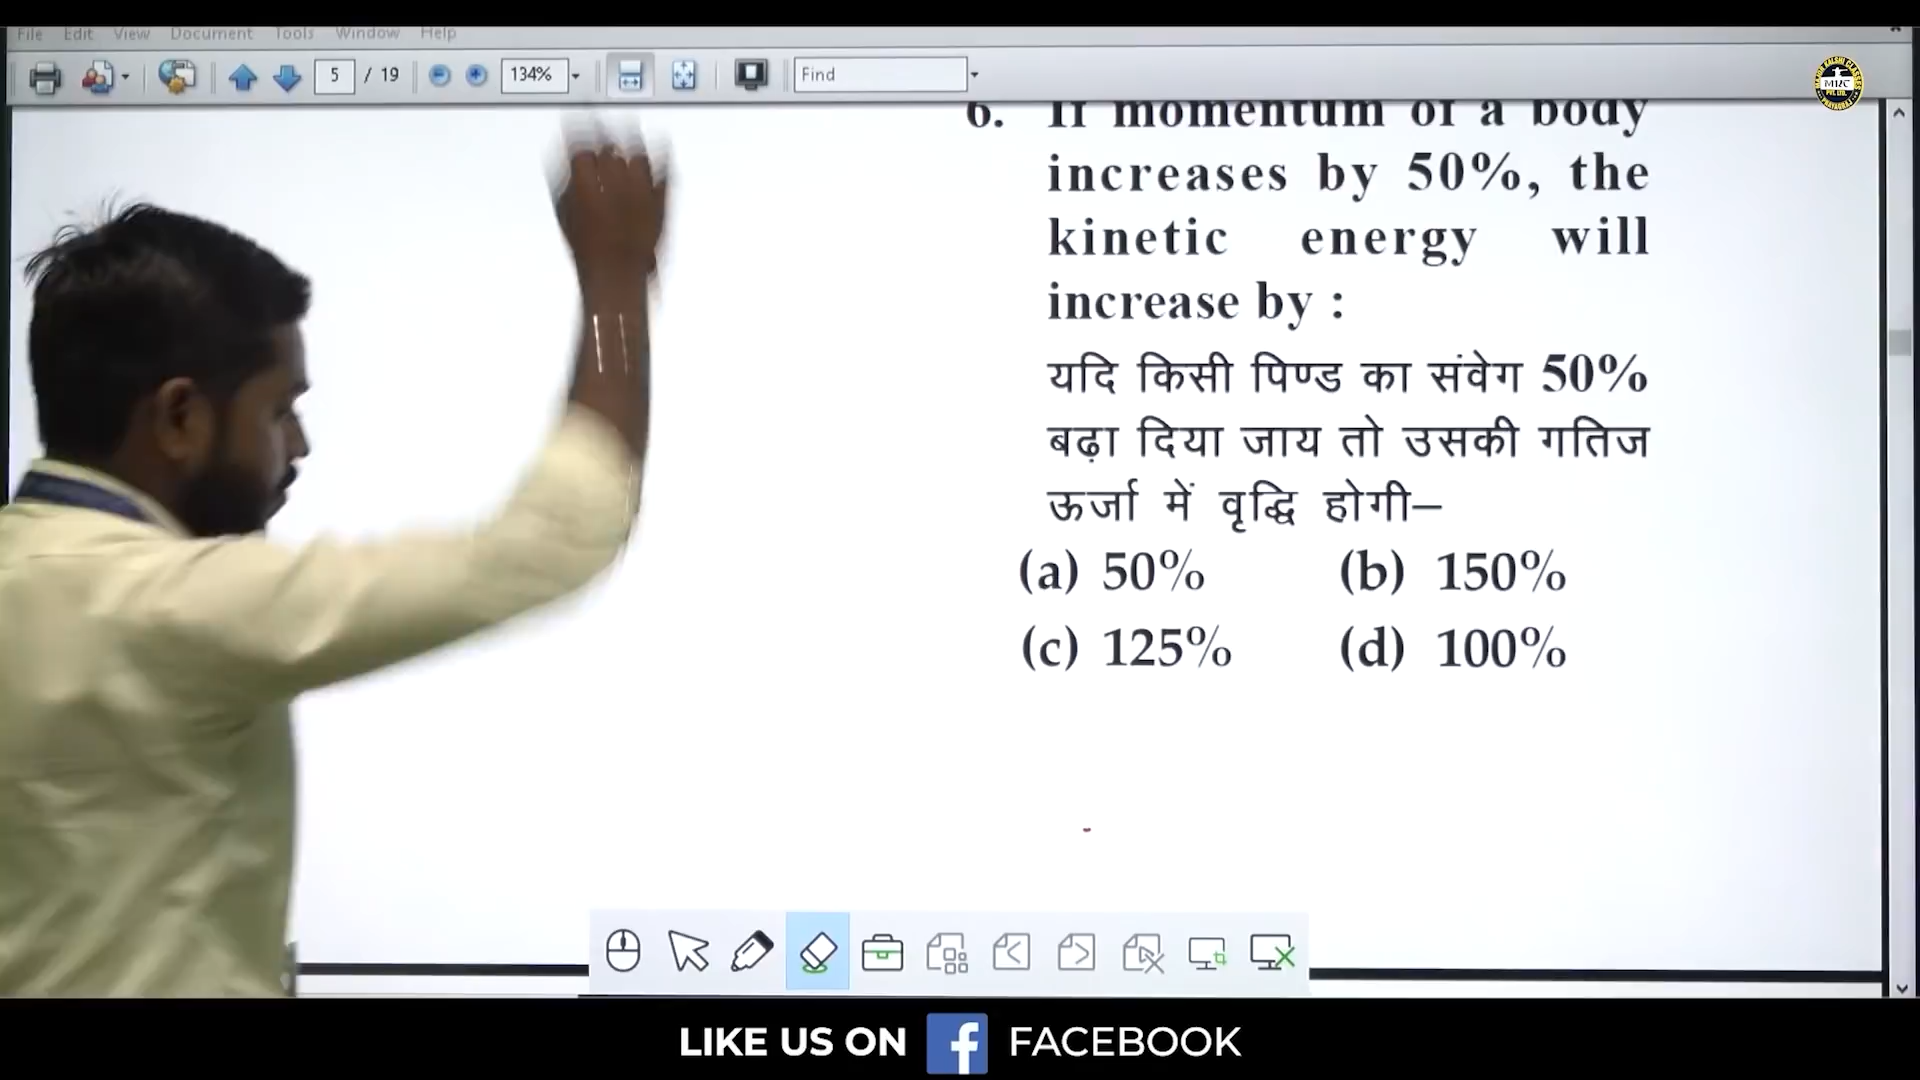 File Edit View Document Tools Window Help
5 / 19 134% Find
MKC
6. If momentum of a body
increases by 50%, the
kinetic energy will
increase by :
यदि किसी पिण्ड का संवेग 50%
बढ़ा दिया जाय तो उसकी गतिज
ऊर्जा में वृद्धि होगी–
(a) 50% (b) 150%
(c) 125% (d) 100%
LIKE US ON f FACEBOOK